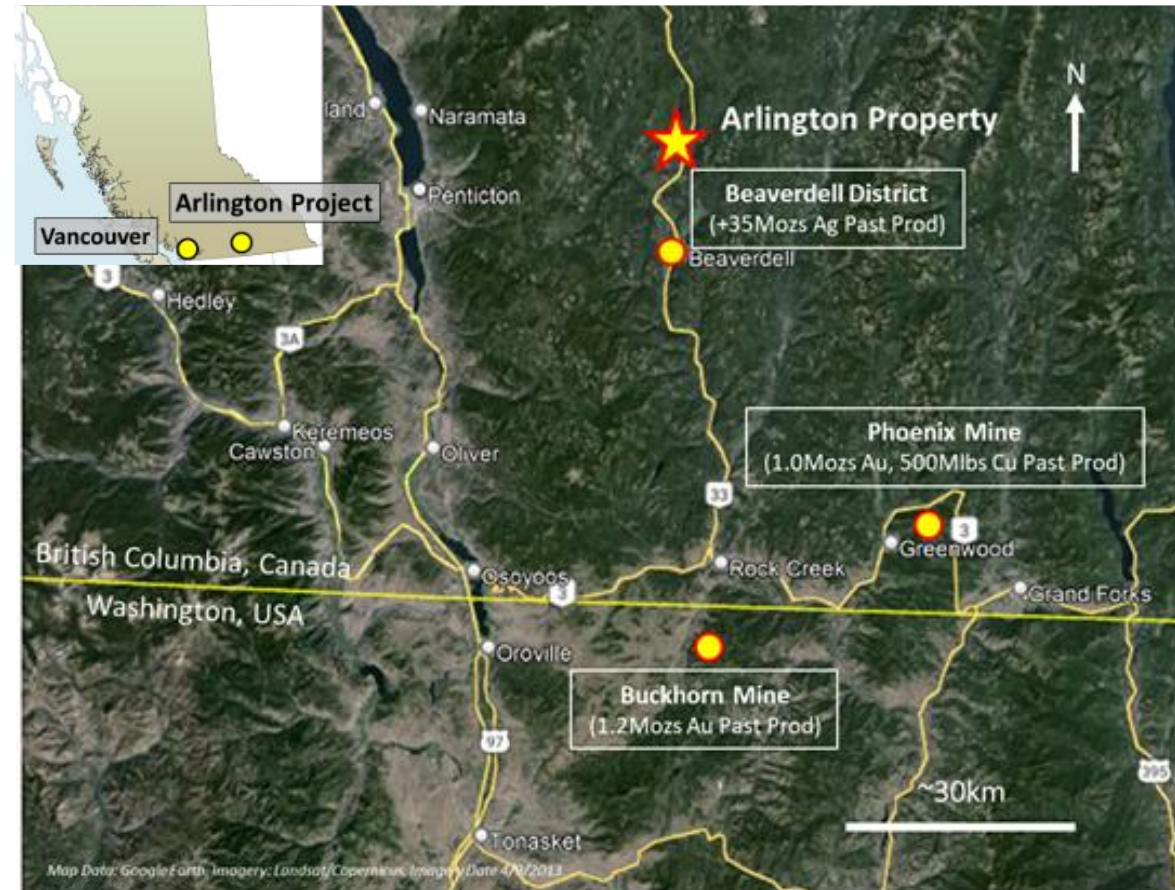 Arlington Project
Vancouver
land
Naramata
N
Arlington Property
Penticton
Beaverdell District
(+35Mozs Ag Past Prod)
Beaverdell
3
Hedley
3A
Phoenix Mine
(1.0Mozs Au, 500Mlbs Cu Past Prod)
Keremeos
Cawston
Oliver
33
3
Greenwood
British Columbia, Canada
Osoyoos
Rock Creek
3
Grand Forks
Washington, USA
Oroville
Buckhorn Mine
(1.2Mozs Au Past Prod)
97
395
~30km
Tonasket
Map Data: Google Earth Imagery: Landsat/Copernicus, Imagery Date 4/9/2013